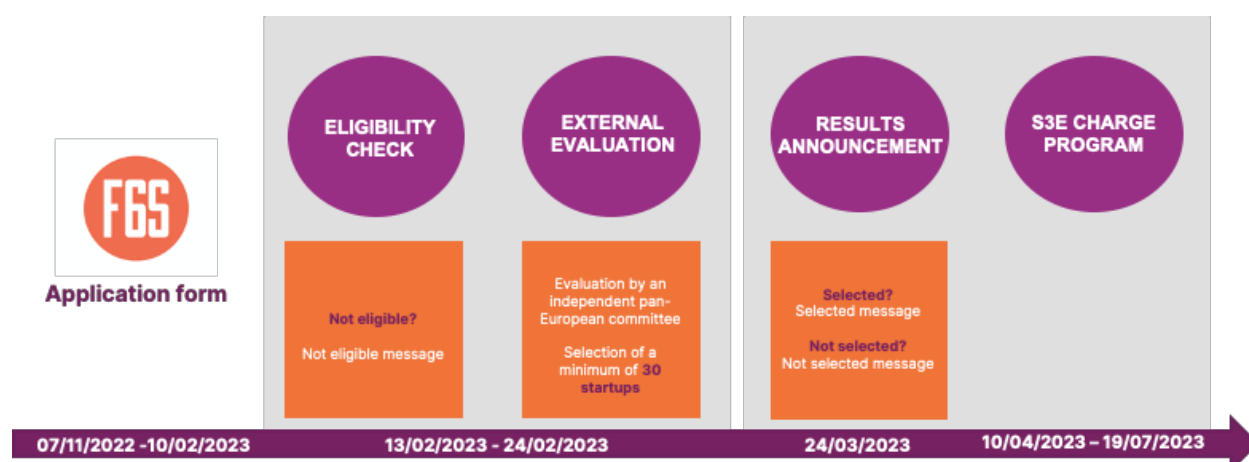 F6S
Application form
ELIGIBILITY
CHECK
Not eligible?
Not eligible message
EXTERNAL
EVALUATION
Evaluation by an
independent pan-
European committee
Selection of a
minimum of 30
startups
RESULTS
ANNOUNCEMENT
Selected?
Selected message
Not selected?
Not selected message
S3E CHARGE
PROGRAM
07/11/2022 -10/02/2023
13/02/2023 - 24/02/2023
24/03/2023
10/04/2023 – 19/07/2023